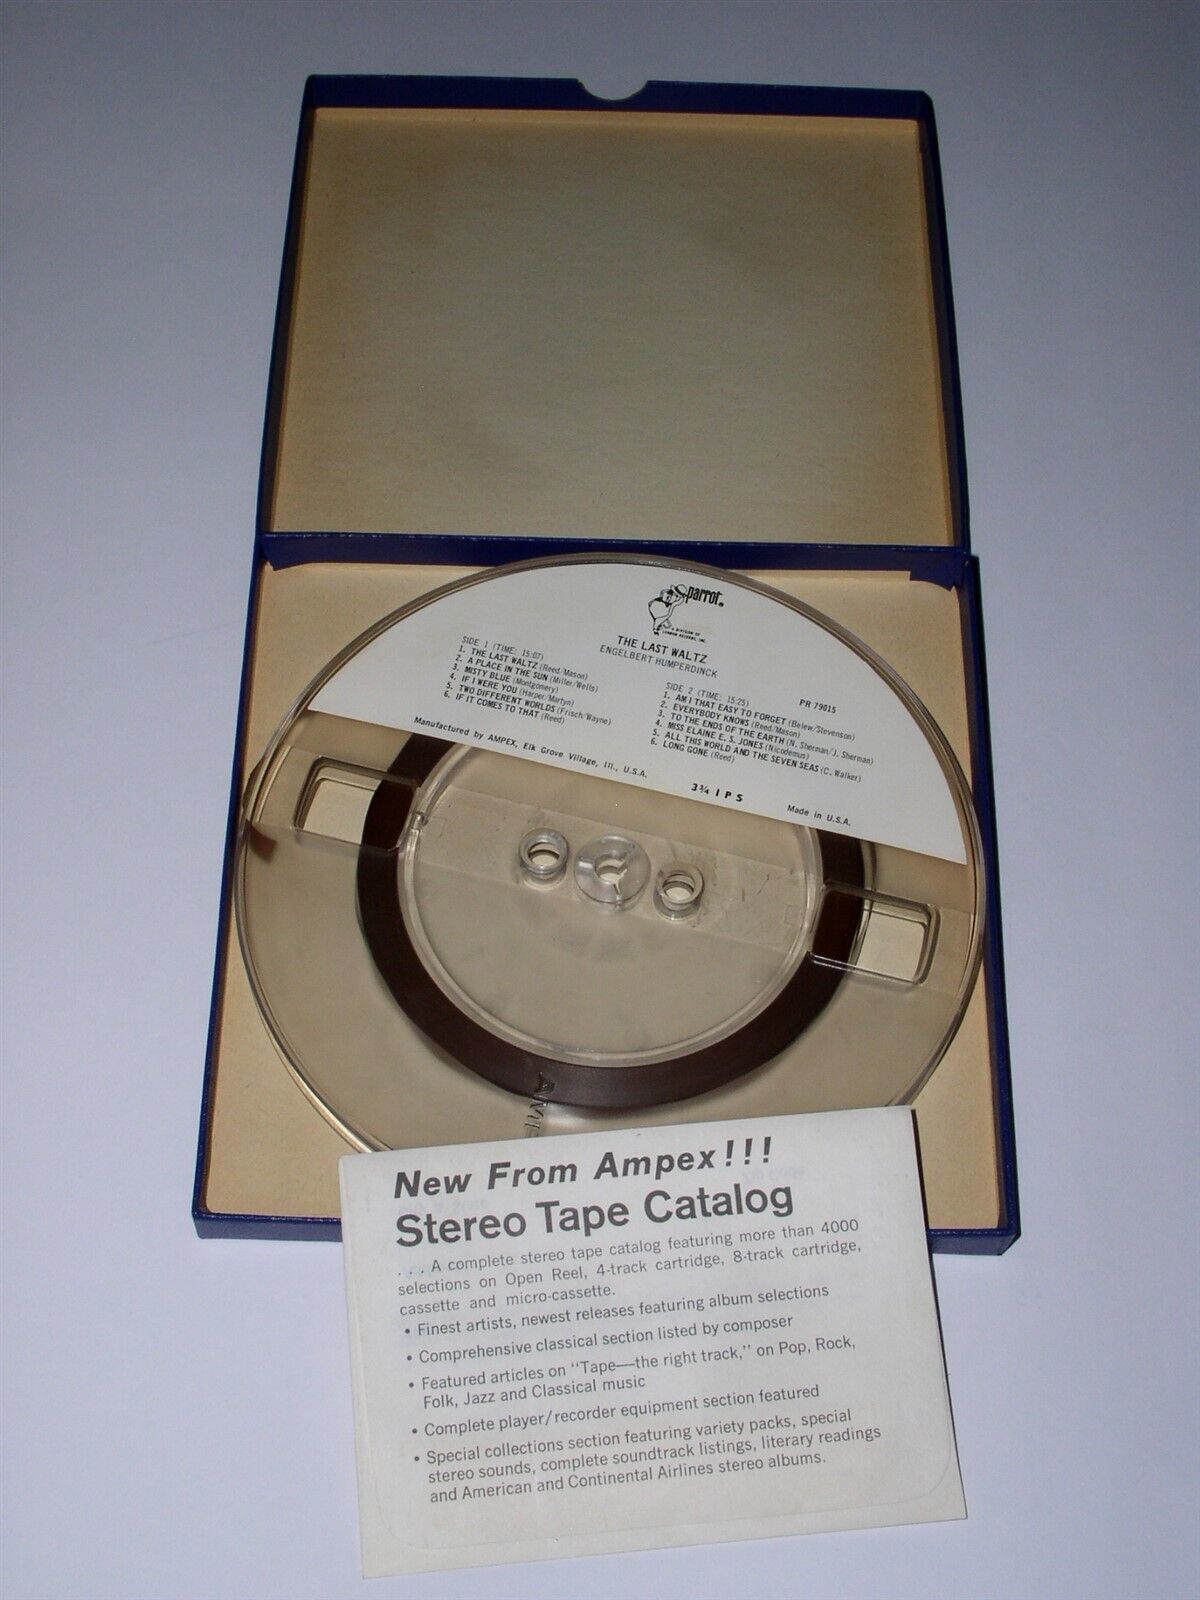 parrot
A DIVISION OF
LONDON RECORDS, INC.
THE LAST WALTZ
ENGELBERT HUMPERDINCK
SIDE 1 (TIME: 15:07)
1. THE LAST WALTZ (Reed/Mason)
2. A PLACE IN THE SUN (Miller/Wells)
3. MISTY BLUE (Montgomery)
4. IF I WERE YOU (Harper/Martyn)
5. TWO DIFFERENT WORLDS (Frisch/Wayne)
6. IF IT COMES TO THAT (Reed)
SIDE 2 (TIME: 15:25)
PR 79015
1. AM I THAT EASY TO FORGET (Belew/Stevenson)
2. EVERYBODY KNOWS (Reed/Mason)
3. TO THE ENDS OF THE EARTH (N. Sherman/J. Sherman)
4. MISS ELAINE E. S. JONES (Nicodemus)
5. ALL THIS WORLD AND THE SEVEN SEAS (C. Walker)
6. LONG GONE (Reed)
Manufactured by AMPEX, Elk Grove Village, Ill., U.S.A.
3¾ I P S
Made in U.S.A.
New From Ampex!!!
Stereo Tape Catalog
. . . A complete stereo tape catalog featuring more than 4000
selections on Open Reel, 4-track cartridge, 8-track cartridge,
cassette and micro-cassette.
• Finest artists, newest releases featuring album selections
• Comprehensive classical section listed by composer
• Featured articles on "Tape—the right track," on Pop, Rock,
Folk, Jazz and Classical music
• Complete player/recorder equipment section featured
• Special collections section featuring variety packs, special
stereo sounds, complete soundtrack listings, literary readings
and American and Continental Airlines stereo albums.